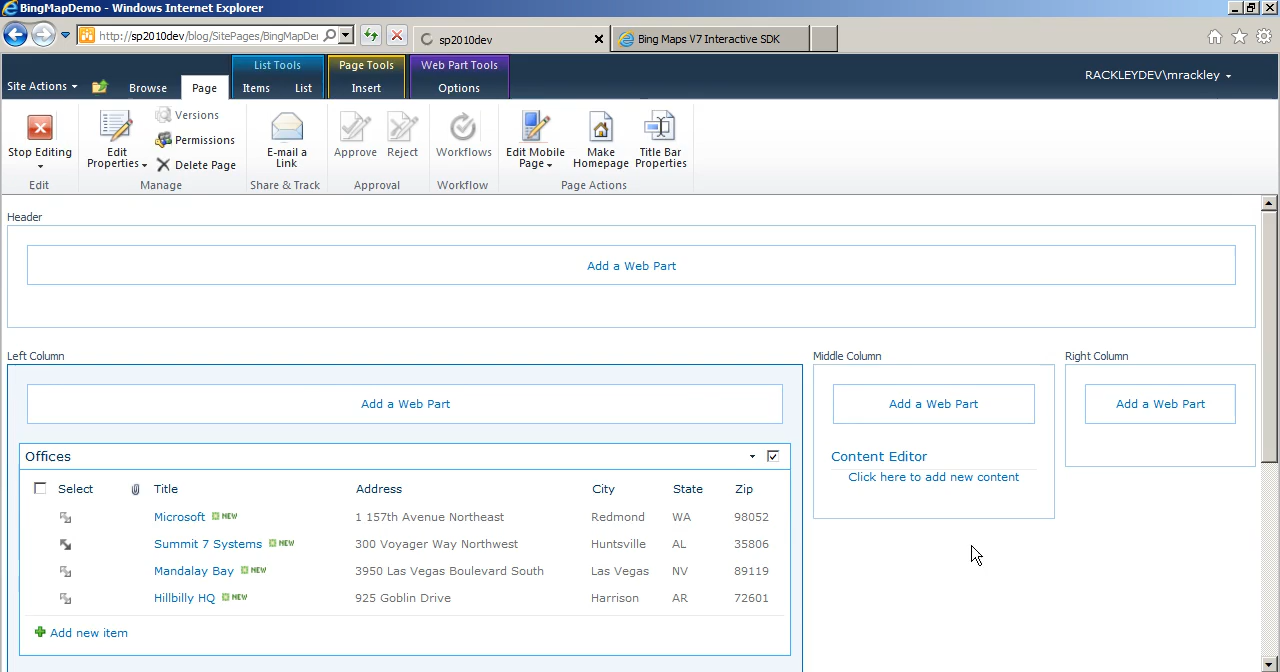 BingMapDemo - Windows Internet Explorer
http://sp2010dev/blog/SitePages/BingMapDe
sp2010dev
Bing Maps V7 Interactive SDK
List Tools
Page Tools
Web Part Tools
Site Actions
Browse
Page
Items
List
Insert
Options
RACKLEYDEV\mrackley
Stop Editing
Edit
Edit
Properties
Versions
Permissions
Delete Page
Manage
E-mail a
Link
Share & Track
Approve
Reject
Approval
Workflows
Workflow
Edit Mobile
Page
Make
Homepage
Title Bar
Properties
Page Actions
Header
Add a Web Part
Left Column
Middle Column
Right Column
Add a Web Part
Add a Web Part
Add a Web Part
Offices
Content Editor
Click here to add new content
Select Title Address City State Zip
Microsoft NEW 1 157th Avenue Northeast Redmond WA 98052
Summit 7 Systems NEW 300 Voyager Way Northwest Huntsville AL 35806
Mandalay Bay NEW 3950 Las Vegas Boulevard South Las Vegas NV 89119
Hillbilly HQ NEW 925 Goblin Drive Harrison AR 72601
Add new item